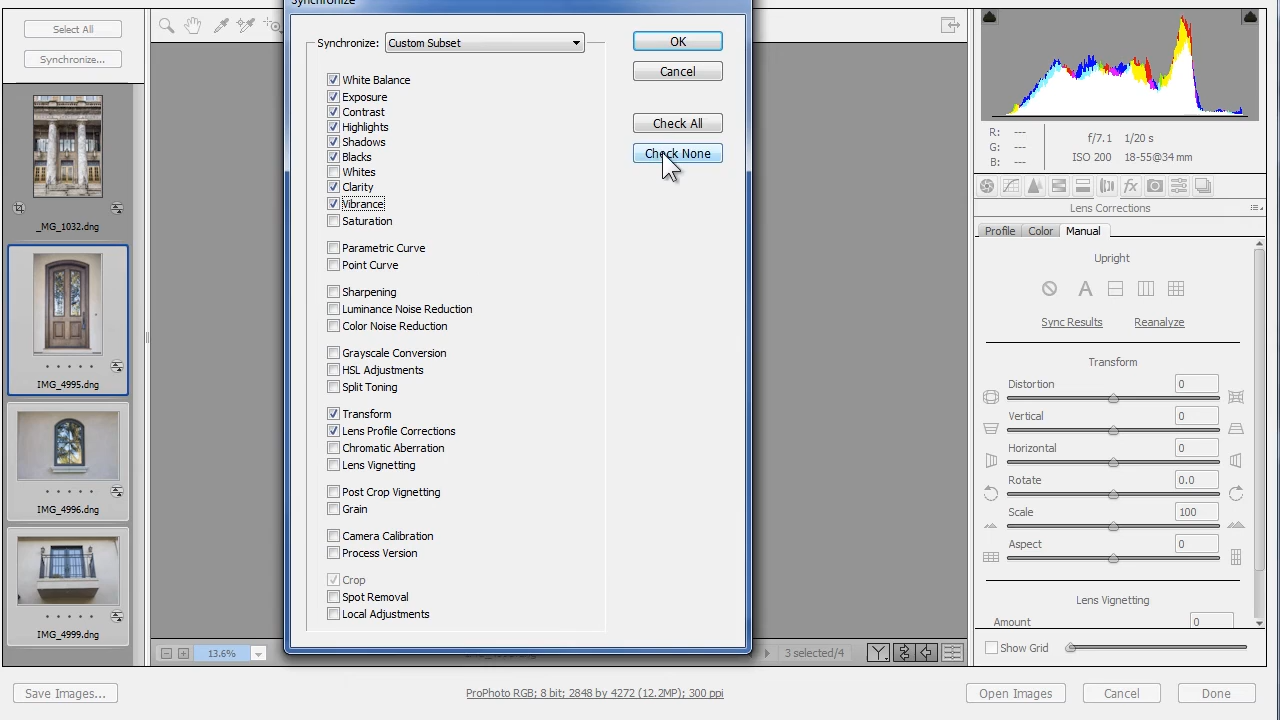 Synchronize
Select All
Synchronize...
_MG_1032.dng
IMG_4995.dng
IMG_4996.dng
IMG_4999.dng
Synchronize: Custom Subset
White Balance
Exposure
Contrast
Highlights
Shadows
Blacks
Whites
Clarity
Vibrance
Saturation
Parametric Curve
Point Curve
Sharpening
Luminance Noise Reduction
Color Noise Reduction
Grayscale Conversion
HSL Adjustments
Split Toning
Transform
Lens Profile Corrections
Chromatic Aberration
Lens Vignetting
Post Crop Vignetting
Grain
Camera Calibration
Process Version
Crop
Spot Removal
Local Adjustments
OK
Cancel
Check All
Check None
R: ---
G: ---
B: ---
f/7.1 1/20 s
ISO 200 18-55@34 mm
fx
Lens Corrections
Profile Color Manual
Upright
A
Sync Results Reanalyze
Transform
Distortion 0
Vertical 0
Horizontal 0
Rotate 0.0
Scale 100
Aspect 0
Lens Vignetting
Amount 0
Show Grid
13.6%
Y
3 selected/4
Save Images...
ProPhoto RGB; 8 bit; 2848 by 4272 (12.2MP); 300 ppi
Open Images
Cancel
Done